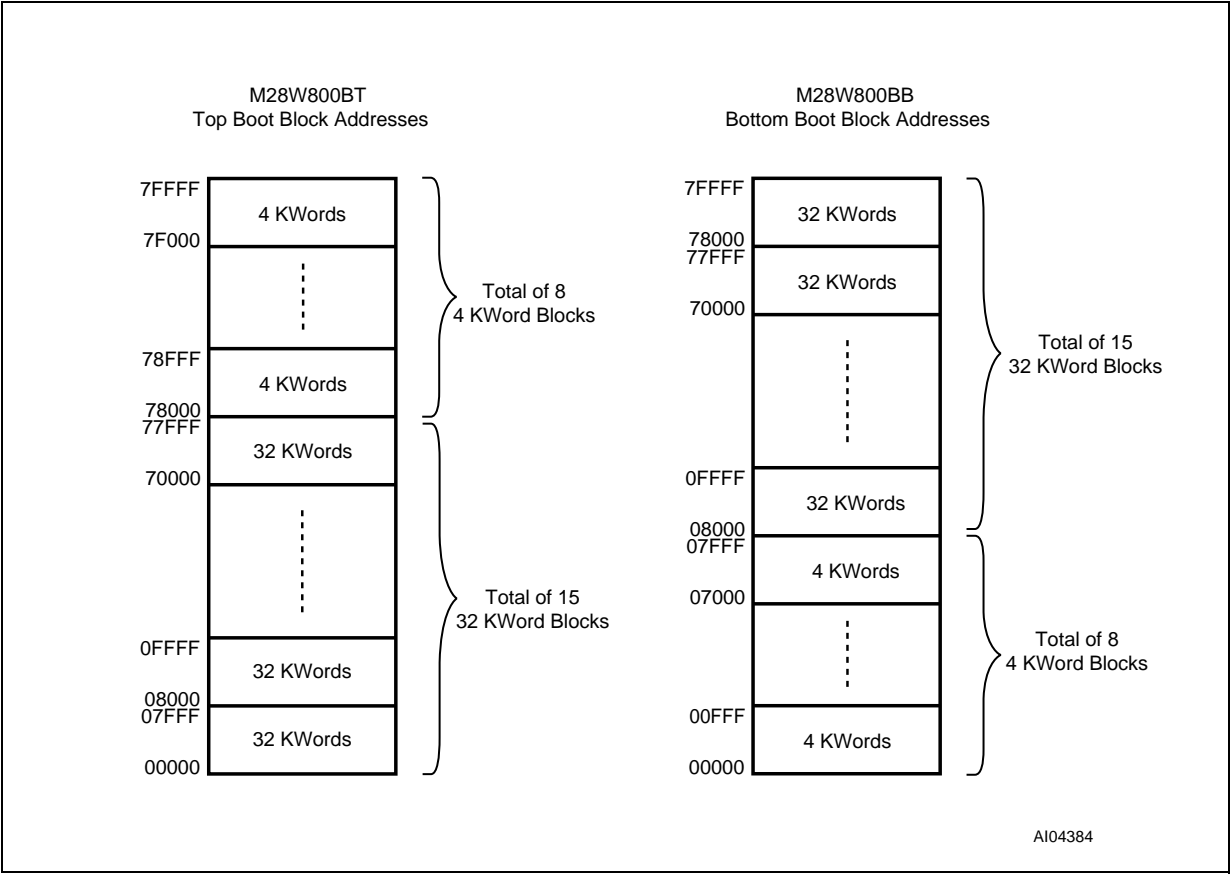 M28W800BT
Top Boot Block Addresses
7FFFF
4 KWords
7F000
78FFF
4 KWords
78000
77FFF
32 KWords
70000
0FFFF
32 KWords
08000
07FFF
32 KWords
00000
Total of 8
4 KWord Blocks
Total of 15
32 KWord Blocks
M28W800BB
Bottom Boot Block Addresses
7FFFF
32 KWords
78000
77FFF
32 KWords
70000
0FFFF
32 KWords
08000
07FFF
4 KWords
07000
00FFF
4 KWords
00000
Total of 15
32 KWord Blocks
Total of 8
4 KWord Blocks
AI04384